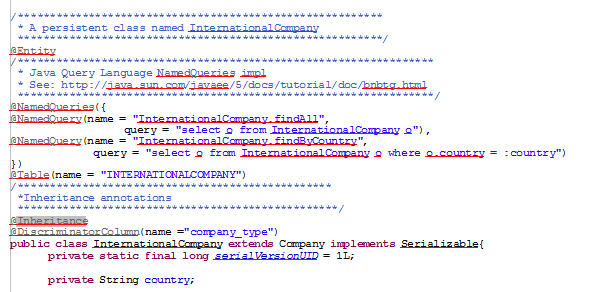 /********************************************************
* A persistent class named InternationalCompany
********************************************************/
@Entity
/****************************************************************
* Java Query Language NamedQueries impl
* See: http://java.sun.com/javaee/5/docs/tutorial/doc/bnbtg.html
****************************************************************/
@NamedQueries({
@NamedQuery(name = "InternationalCompany.findAll",
query = "select o from InternationalCompany o"),
@NamedQuery(name = "InternationalCompany.findByCountry",
query = "select o from InternationalCompany o where o.country = :country")
})
@Table(name = "INTERNATIONALCOMPANY")
/************************************************
*Inheritance annotations
*************************************************/
@Inheritance
@DiscriminatorColumn(name ="company_type")
public class InternationalCompany extends Company implements Serializable{
private static final long serialVersionUID = 1L;
private String country;